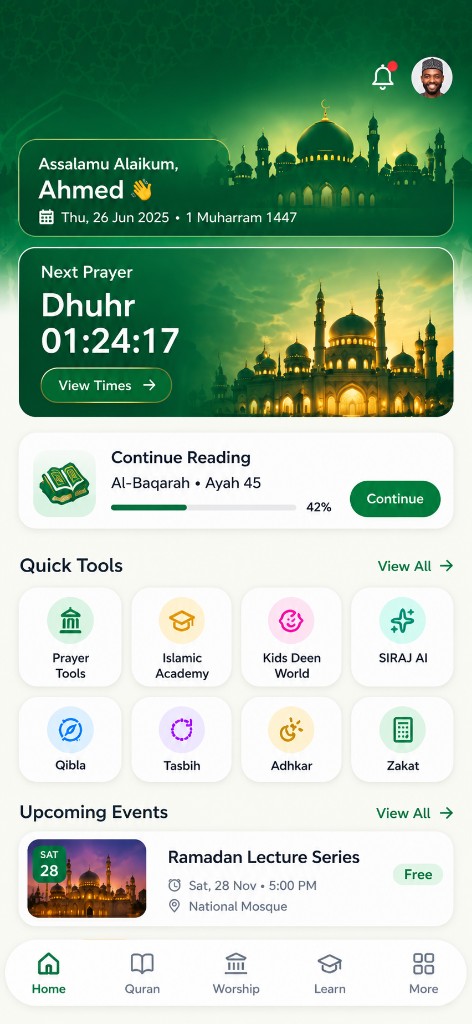 Assalamu Alaikum,
Ahmed 👋
Thu, 26 Jun 2025 • 1 Muharram 1447
Next Prayer
Dhuhr
01:24:17
View Times →
Continue Reading
Al-Baqarah • Ayah 45
42%
Continue
Quick Tools
View All →
Prayer
Tools
Islamic
Academy
Kids Deen
World
SIRAJ AI
Qibla
Tasbih
Adhkar
Zakat
Upcoming Events
View All →
SAT
28
Ramadan Lecture Series
Sat, 28 Nov • 5:00 PM
National Mosque
Free
Home
Quran
Worship
Learn
More